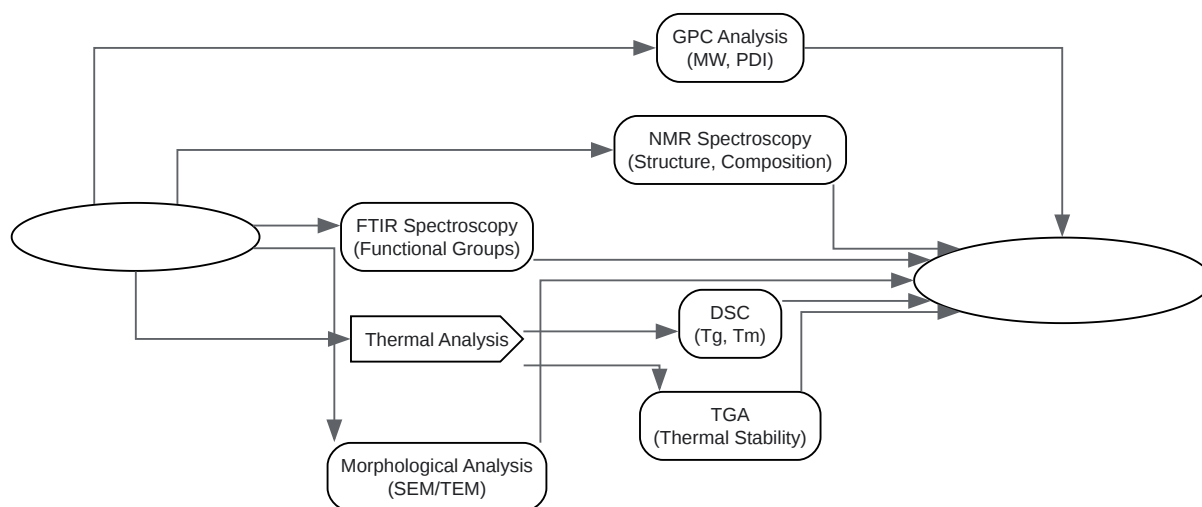 GPC Analysis
(MW, PDI)
NMR Spectroscopy
(Structure, Composition)
FTIR Spectroscopy
(Functional Groups)
Thermal Analysis
DSC
(Tg, Tm)
TGA
(Thermal Stability)
Morphological Analysis
(SEM/TEM)